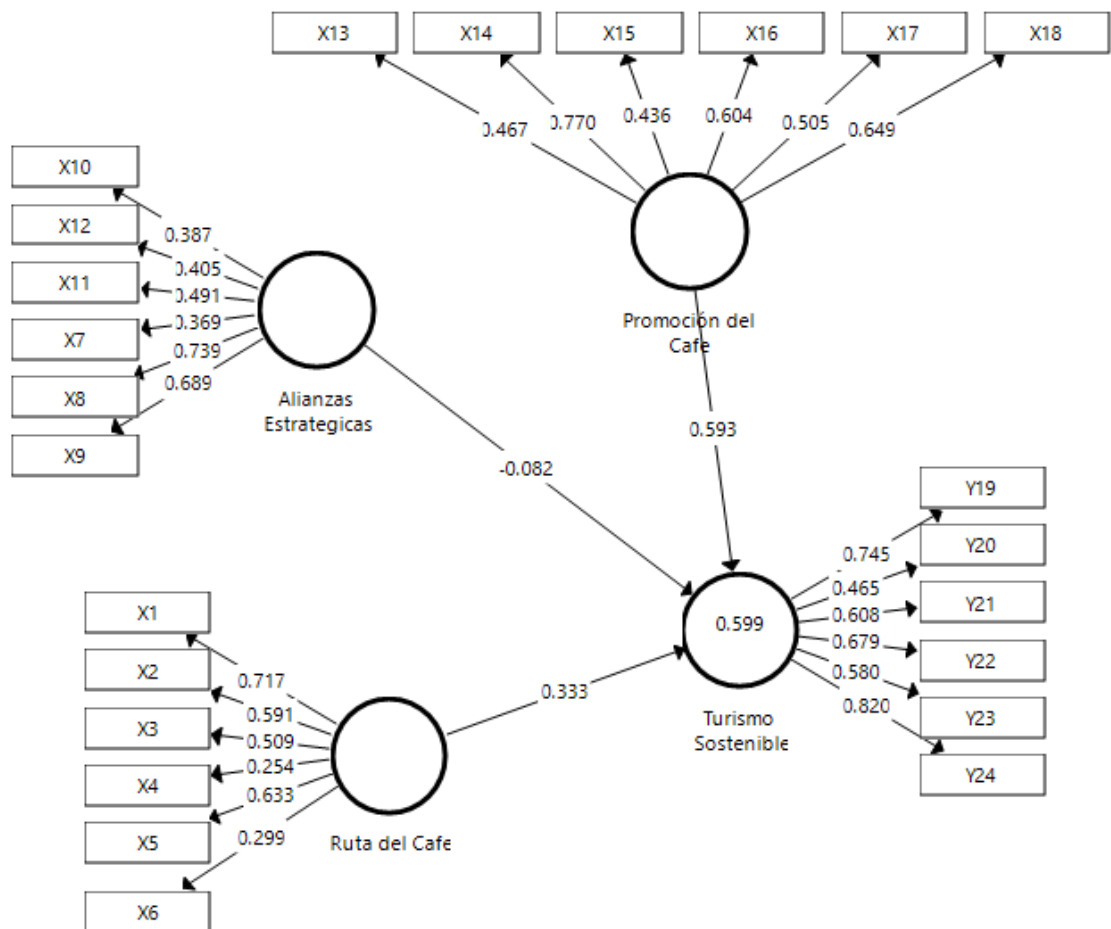 X13 X14 X15 X16 X17 X18
0.467 0.770 0.436 0.604 0.505 0.649
Promoción del
Cafe
X10
X12
X11
X7
X8
X9
0.387
0.405
0.491
0.369
0.739
0.689
Alianzas
Estrategicas
-0.082
0.593
X1
X2
X3
X4
X5
X6
0.717
0.591
0.509
0.254
0.633
0.299
Ruta del Cafe
0.333
0.599
Turismo
Sostenible
0.745
0.465
0.608
0.679
0.580
0.820
Y19
Y20
Y21
Y22
Y23
Y24